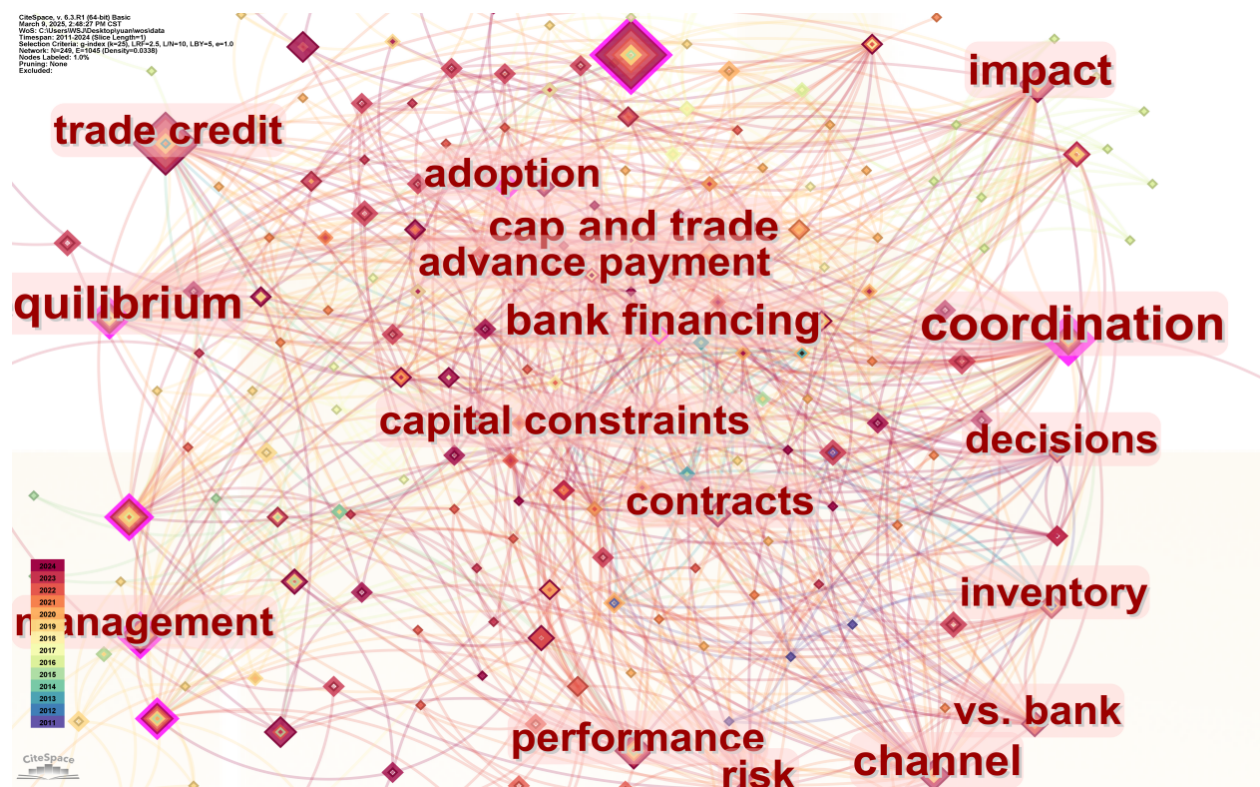 CiteSpace, v. 6.3.R1 (64-bit) Basic
March 9, 2025, 2:48:27 PM CST
WoS: C:\Users\WSJ\Desktop\yuan\wos\data
Timespan: 2011-2024 (Slice Length=1)
Selection Criteria: g-index (k=25), LRF=2.5, L/N=10, LBY=5, e=1.0
Network: N=249, E=1045 (Density=0.0338)
Nodes Labeled: 1.0%
Pruning: None
Excluded:
impact
trade credit
adoption
cap and trade
advance payment
quilibrium
bank financing
coordination
capital constraints
decisions
contracts
inventory
management
vs. bank
performance
channel
risk
2024
2023
2022
2021
2020
2019
2018
2017
2016
2015
2014
2013
2012
2011
CiteSpace